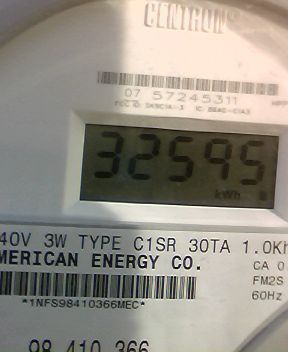 CENTRON
07 57245311
32595
kWh
40V 3W TYPE C1SR 30TA 1.0Kh
MERICAN ENERGY CO.
CA 0.
FM2S
60Hz
*1NFS98410366MEC*
98 410 366